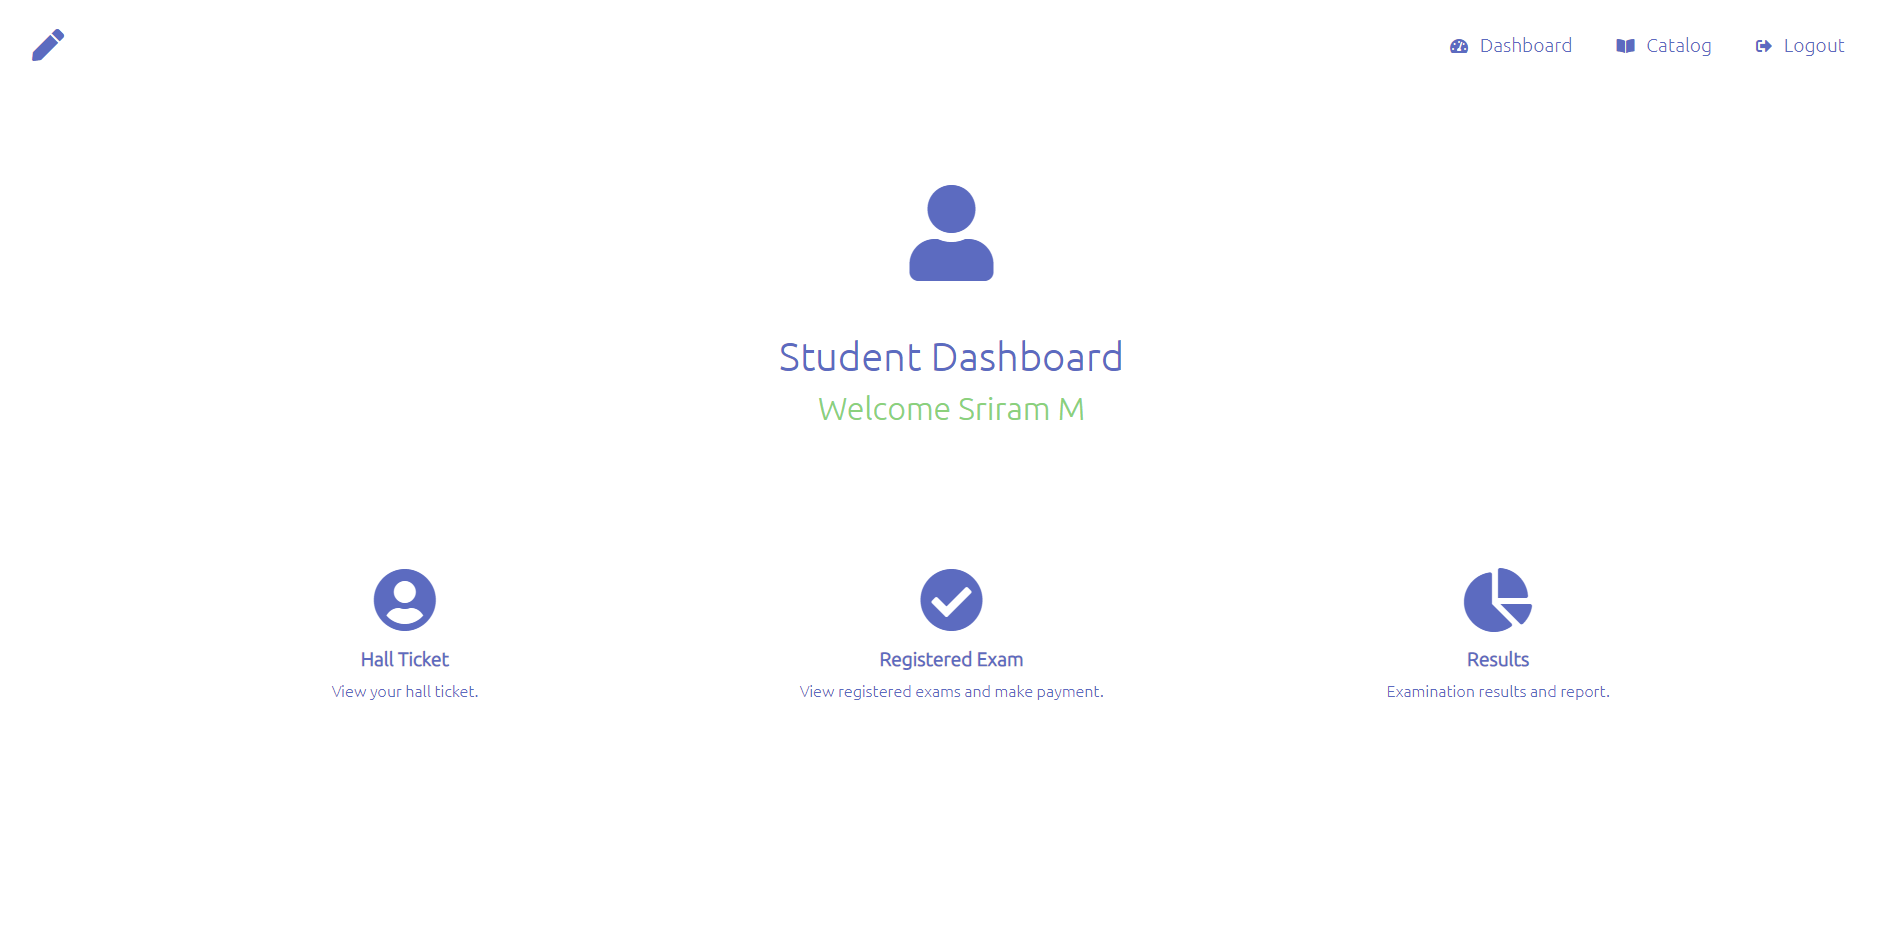 Dashboard
Catalog
Logout
Student Dashboard
Welcome Sriram M
Hall Ticket
View your hall ticket.
Registered Exam
View registered exams and make payment.
Results
Examination results and report.